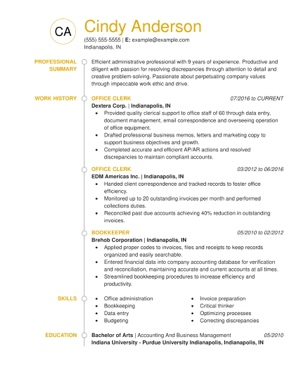 CA
Cindy Anderson
(555) 555-5555 | E: example@example.com
Indianapolis, IN
PROFESSIONAL SUMMARY
Efficient administrative professional with 9 years of experience. Productive and
diligent with passion for resolving discrepancies through attention to detail and
creative problem solving. Passionate about perpetuating company values
through impeccable work ethic and drive.
WORK HISTORY
OFFICE CLERK 07/2016 to CURRENT
Dextera Corp. | Indianapolis, IN
• Provided quality clerical support to office staff of 60 through data entry,
document management, email correspondence and overseeing operation
of office equipment.
• Drafted professional business memos, letters and marketing copy to
support business objectives and growth.
• Completed accurate and efficient AP/AR actions and resolved
discrepancies to maintain compliant accounts.
OFFICE CLERK 03/2012 to 06/2016
EDM Americas Inc. | Indianapolis, IN
• Handled client correspondence and tracked records to foster office
efficiency.
• Monitored up to 20 outstanding invoices per month and performed
collections duties.
• Reconciled past due accounts achieving 40% reduction in outstanding
invoices.
BOOKKEEPER 05/2010 to 02/2012
Brehob Corporation | Indianapolis, IN
• Applied proper codes to invoices, files and receipts to keep records
organized and easily searchable.
• Entered financial data into company accounting database for verification
and reconciliation, maintaining accurate and current accounts at all times.
• Streamlined bookkeeping procedures to increase efficiency and
productivity.
SKILLS
• Office administration
• Bookkeeping
• Data entry
• Budgeting
• Invoice preparation
• Critical thinker
• Optimizing processes
• Correcting discrepancies
EDUCATION
Bachelor of Arts | Accounting And Business Management 05/2010
Indiana University - Purdue University Indianapolis, Indianapolis, IN